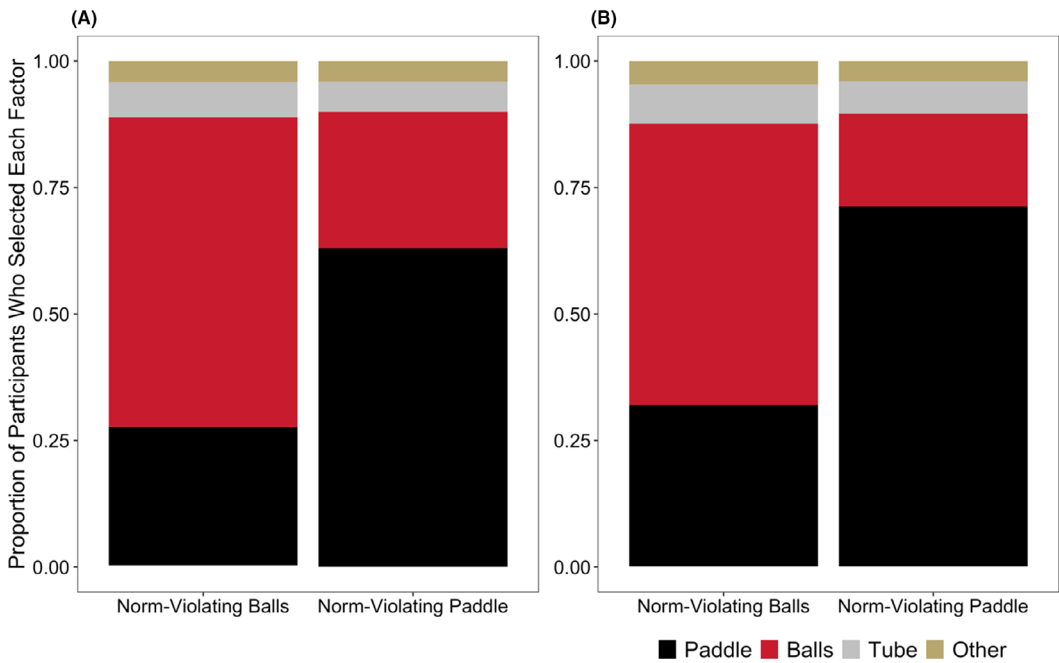 (A)
(B)
Proportion of Participants Who Selected Each Factor
1.00
0.75
0.50
0.25
0.00
1.00
0.75
0.50
0.25
0.00
Norm-Violating Balls
Norm-Violating Paddle
Norm-Violating Balls
Norm-Violating Paddle
Paddle
Balls
Tube
Other